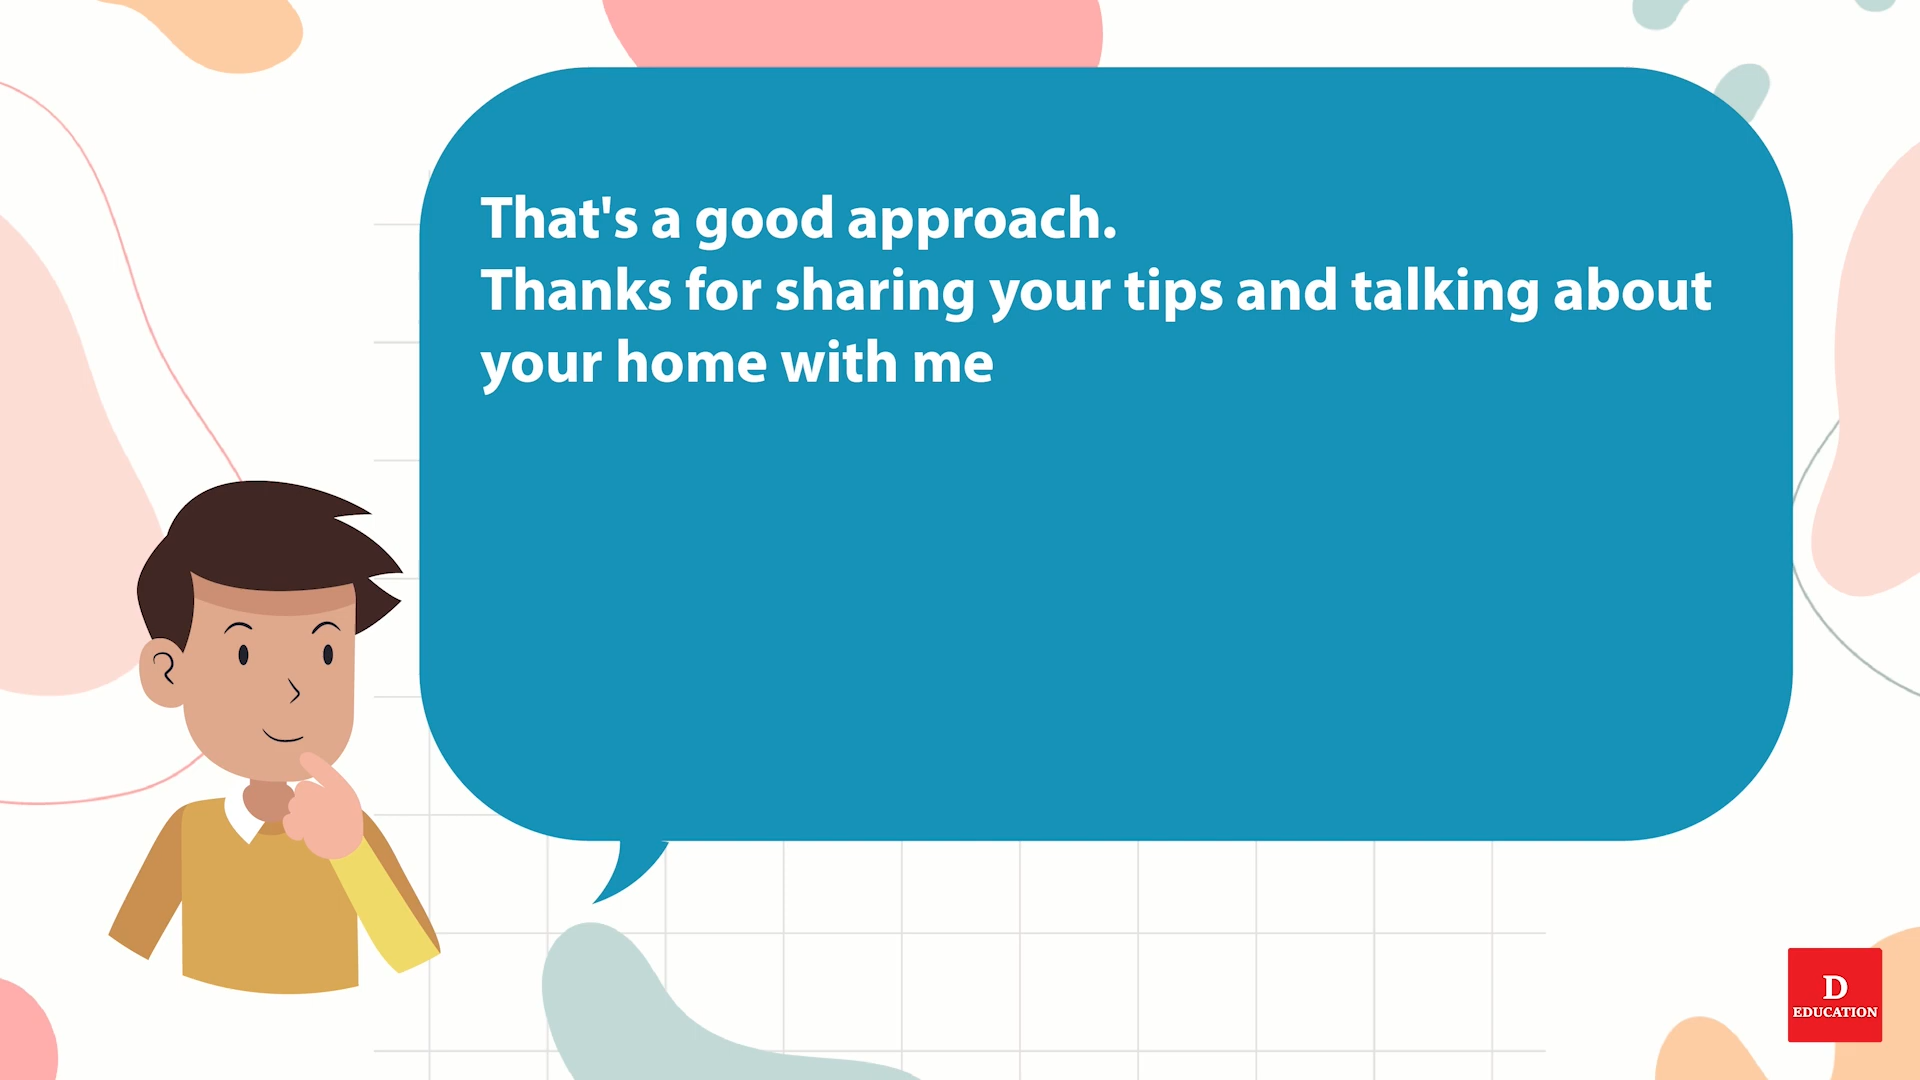 That's a good approach.
Thanks for sharing your tips and talking about
your home with me
D
EDUCATION